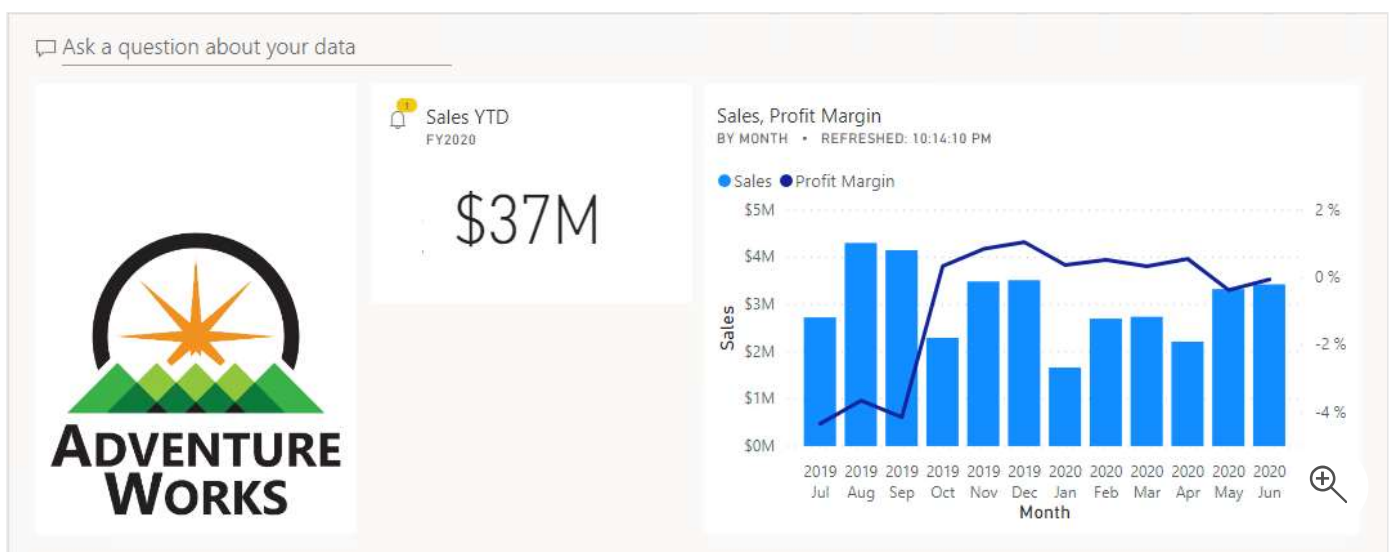 Ask a question about your data
ADVENTURE
WORKS
1
Sales YTD
FY2020
$37M
Sales, Profit Margin
BY MONTH • REFRESHED: 10:14:10 PM
Sales Profit Margin
$5M
$4M
$3M
$2M
$1M
$0M
Sales
2 %
0 %
-2 %
-4 %
2019 2019 2019 2019 2019 2019 2020 2020 2020 2020 2020 2020
Jul Aug Sep Oct Nov Dec Jan Feb Mar Apr May Jun
Month